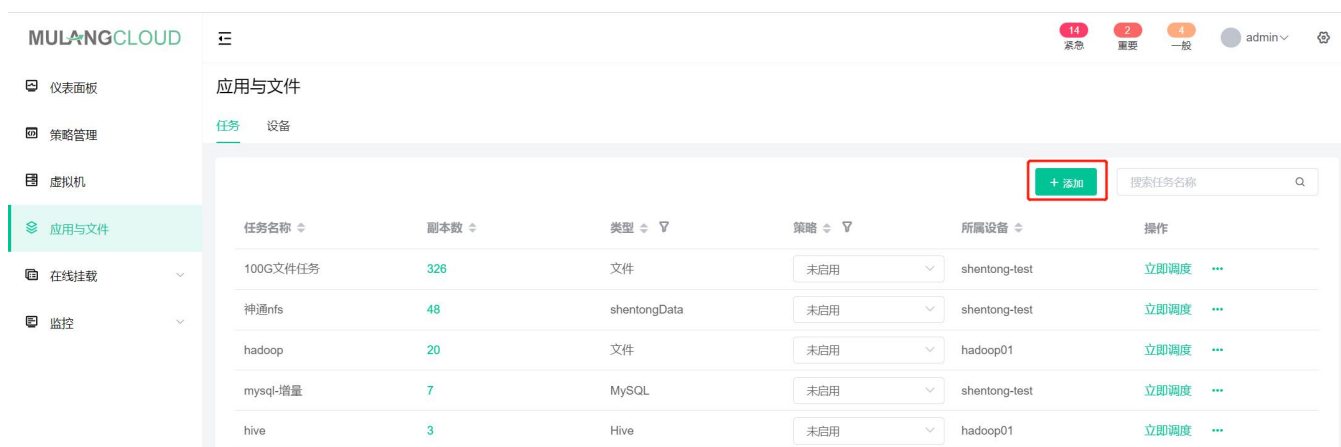 MULANGCLOUD
14 2 4
紧急 重要 一般 admin
仪表面板
策略管理
虚拟机
应用与文件
在线挂载
监控
应用与文件
任务 设备
+ 添加 搜索任务名称
任务名称 副本数 类型 策略 所属设备 操作
100G文件任务 326 文件 未启用 shentong-test 立即调度 •••
神通nfs 48 shentongData 未启用 shentong-test 立即调度 •••
hadoop 20 文件 未启用 hadoop01 立即调度 •••
mysql-增量 7 MySQL 未启用 shentong-test 立即调度 •••
hive 3 Hive 未启用 hadoop01 立即调度 •••